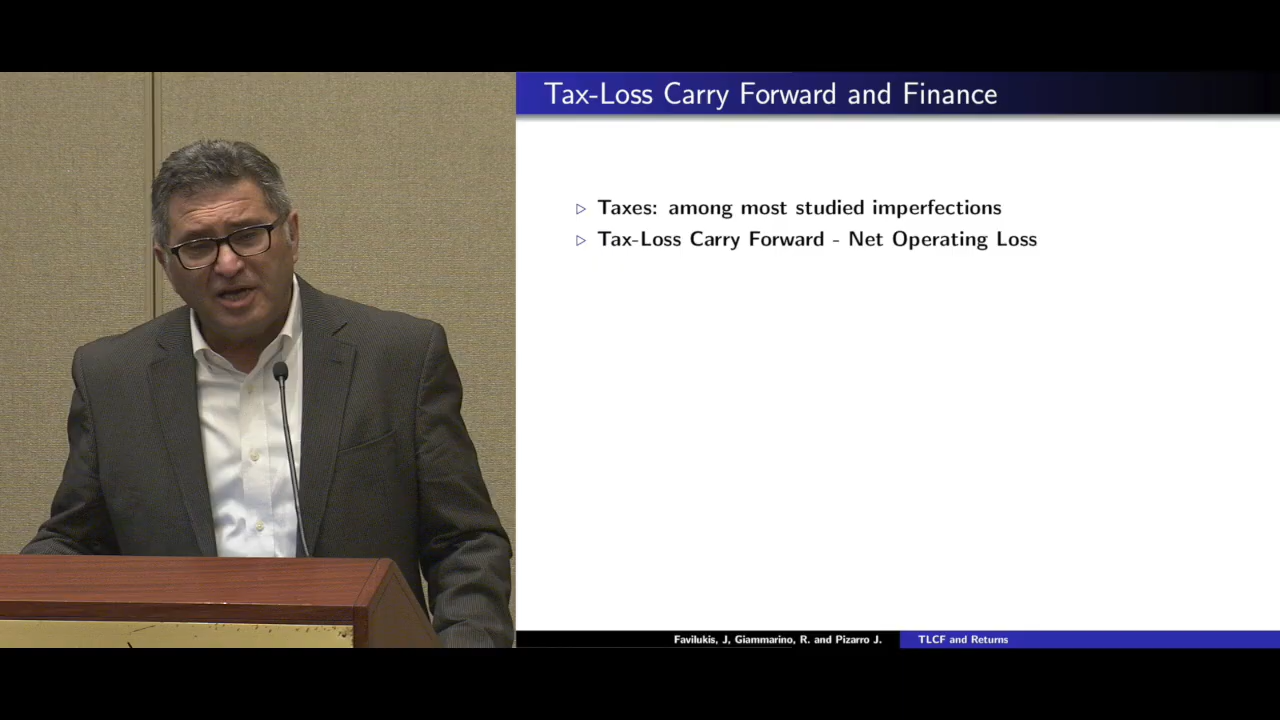 Tax-Loss Carry Forward and Finance
▷ Taxes: among most studied imperfections
▷ Tax-Loss Carry Forward - Net Operating Loss
Favilukis, J, Giammarino, R. and Pizarro J. TLCF and Returns